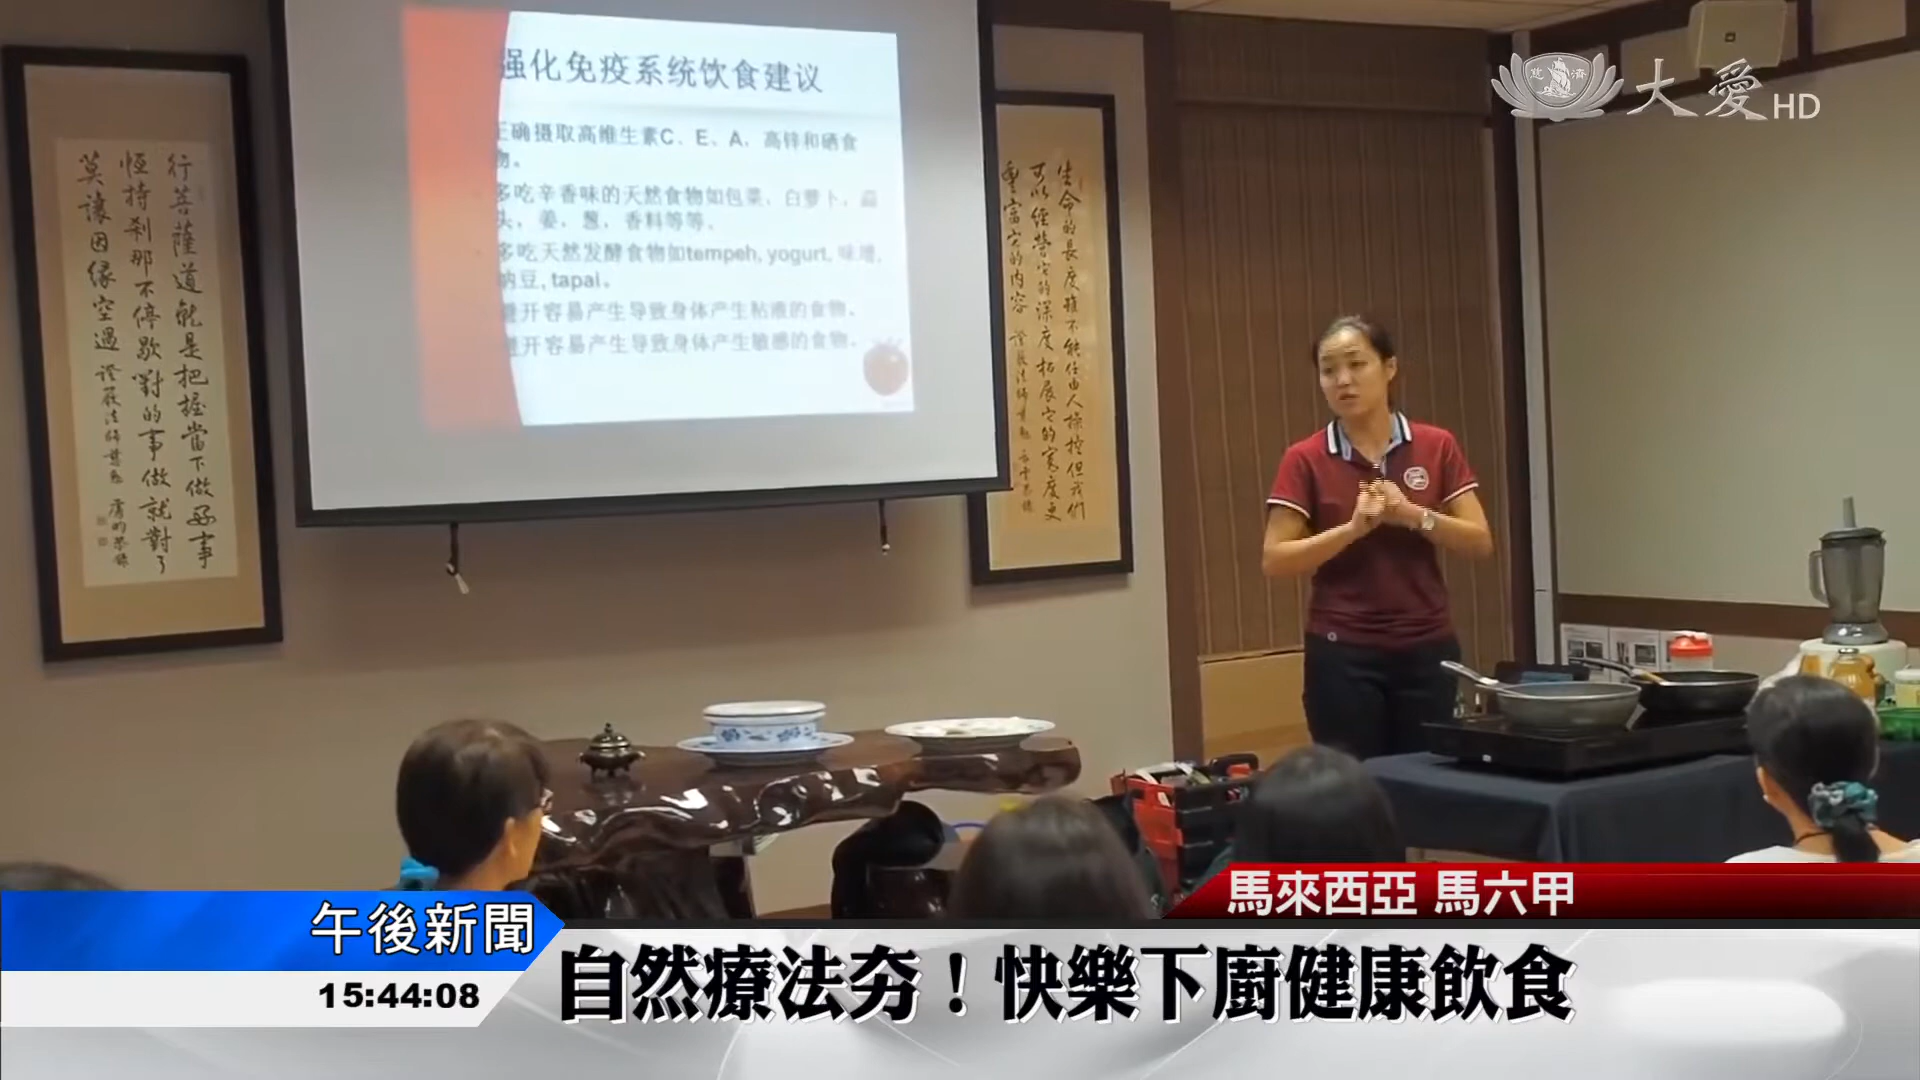 行菩薩道就是把握當下做好事
恆持剎那不停歇對的事做就對了
莫讓因緣空過
强化免疫系统饮食建议
正确摄取高维生素C、E、A，高锌和硒食
物。
多吃辛香味的天然食物如包菜，白萝卜，蒜
头，姜，葱，香料等等。
多吃天然发酵食物如tempeh, yogurt, 味增,
纳豆, tapai。
避开容易产生导致身体产生粘液的食物。
避开容易产生导致身体产生敏感的食物。
生命的長度雖不能任由人操控但我們
可以經營它的深度拓展它的寬度更
豐富它的內容
慈濟
大愛HD
馬來西亞 馬六甲
午後新聞
15:44:08
自然療法夯！快樂下廚健康飲食